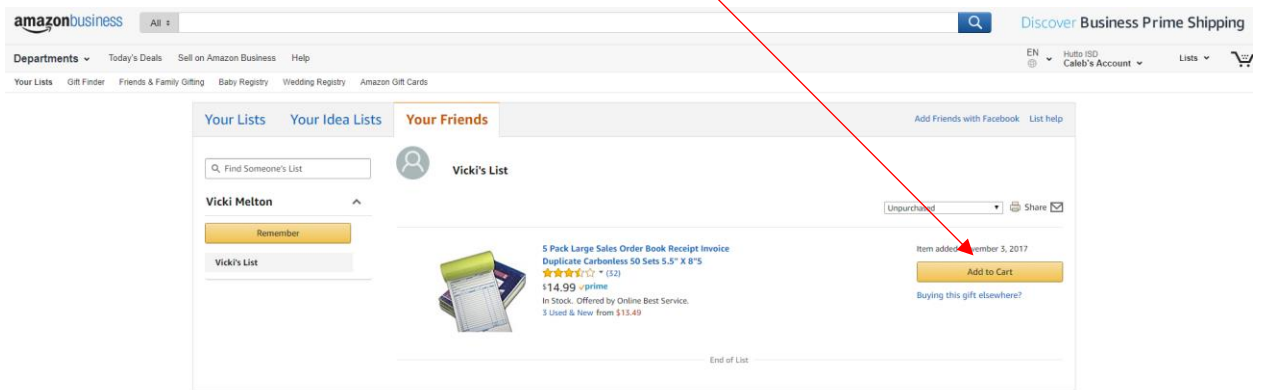 amazonbusiness All Discover Business Prime Shipping
Departments Today's Deals Sell on Amazon Business Help EN Hutto ISD
Caleb's Account Lists
Your Lists Gift Finder Friends & Family Gifting Baby Registry Wedding Registry Amazon Gift Cards
Your Lists Your Idea Lists Your Friends Add Friends with Facebook List help
Find Someone's List
Vicki's List
Vicki Melton
Unpurchased Share
Remember
Vicki's List
5 Pack Large Sales Order Book Receipt Invoice
Duplicate Carbonless 50 Sets 5.5" X 8"5
(32)
$14.99 prime
In Stock. Offered by Online Best Service.
3 Used & New from $13.49
Item added November 3, 2017
Add to Cart
Buying this gift elsewhere?
End of List